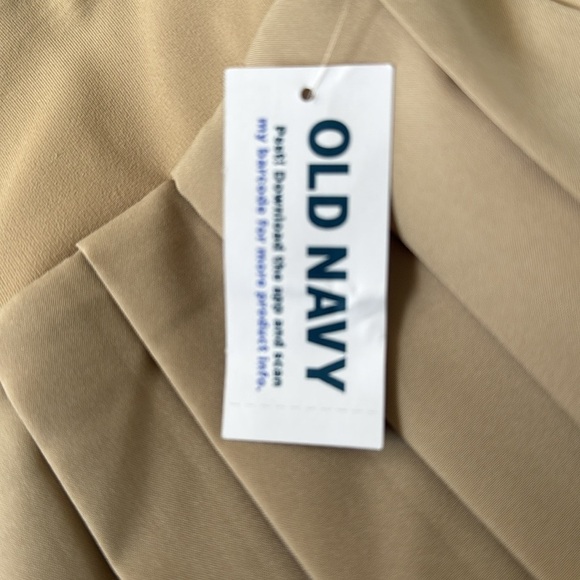 OLD NAVY
Psst! Download the app and scan
my barcode for more product info.